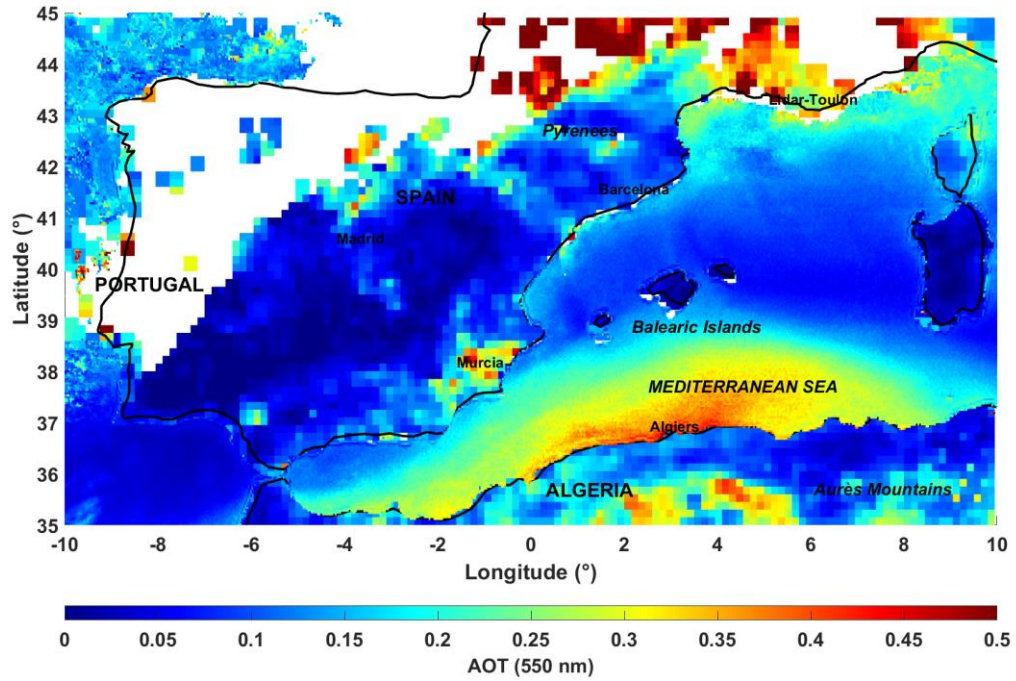 45
44
43
42
41
40
39
38
37
36
35
Latitude (°)
Lidar-Toulon
Pyrenees
Barcelona
SPAIN
Madrid
PORTUGAL
Balearic Islands
Murcia
MEDITERRANEAN SEA
Algiers
ALGERIA
Aurès Mountains
-10 -8 -6 -4 -2 0 2 4 6 8 10
Longitude (°)
0 0.05 0.1 0.15 0.2 0.25 0.3 0.35 0.4 0.45 0.5
AOT (550 nm)